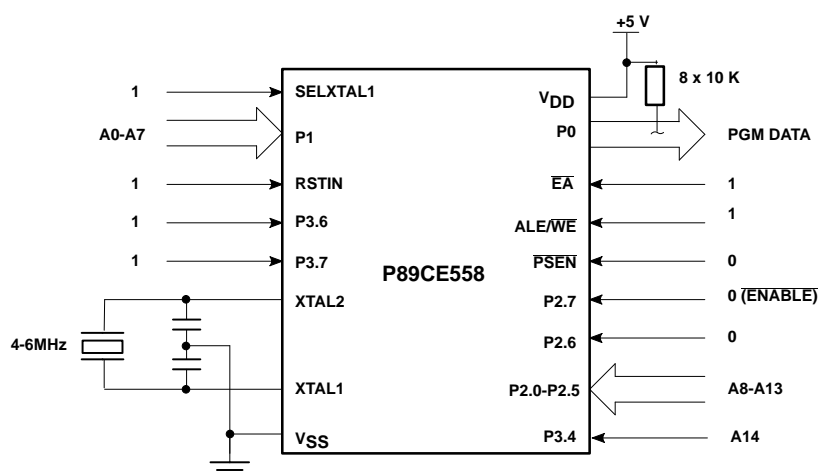 +5 V
1
SELXTAL1
8 x 10 K
VDD
A0-A7
P1
P0
PGM DATA
1
RSTIN
EA
1
1
P3.6
ALE/WE
1
1
P3.7
PSEN
0
P89CE558
XTAL2
P2.7
0 (ENABLE)
4-6MHz
P2.6
0
XTAL1
P2.0-P2.5
A8-A13
VSS
P3.4
A14